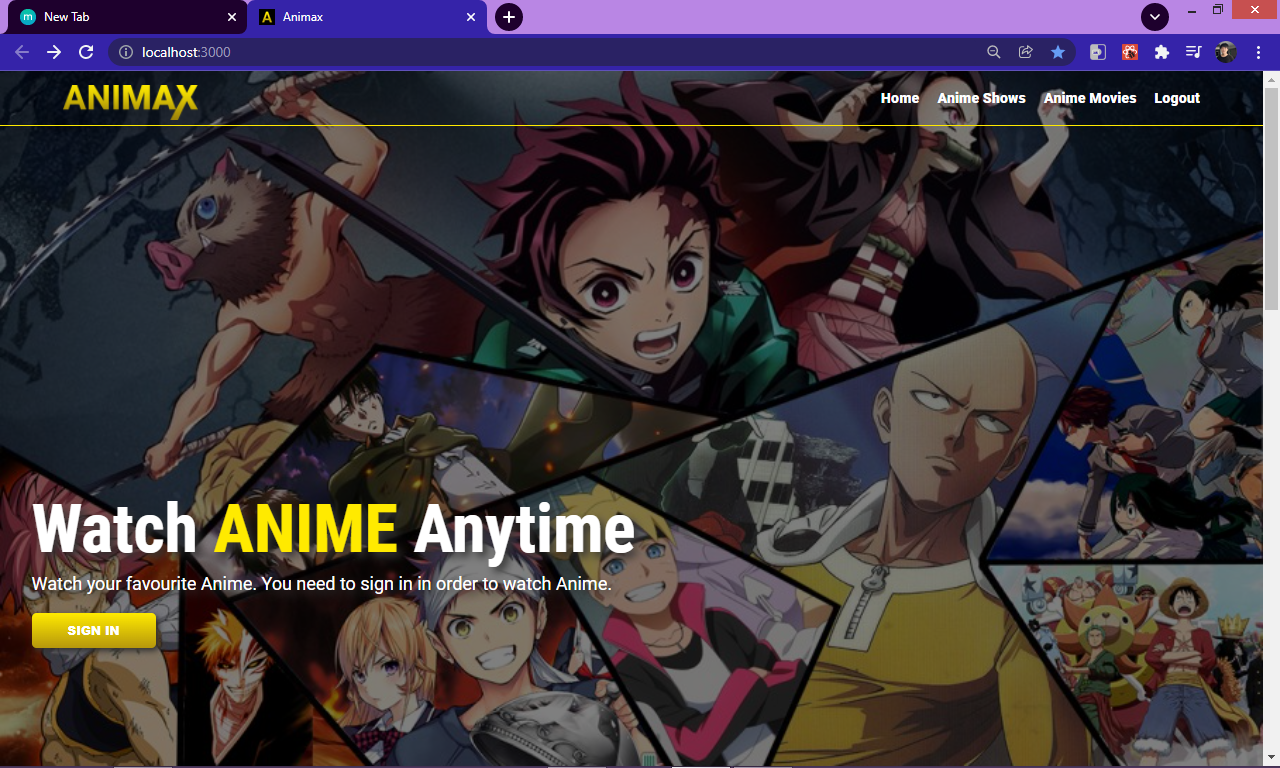 New Tab
Animax
localhost:3000
ANIMAX
Home Anime Shows Anime Movies Logout
Watch ANIME Anytime
Watch your favourite Anime. You need to sign in in order to watch Anime.
SIGN IN